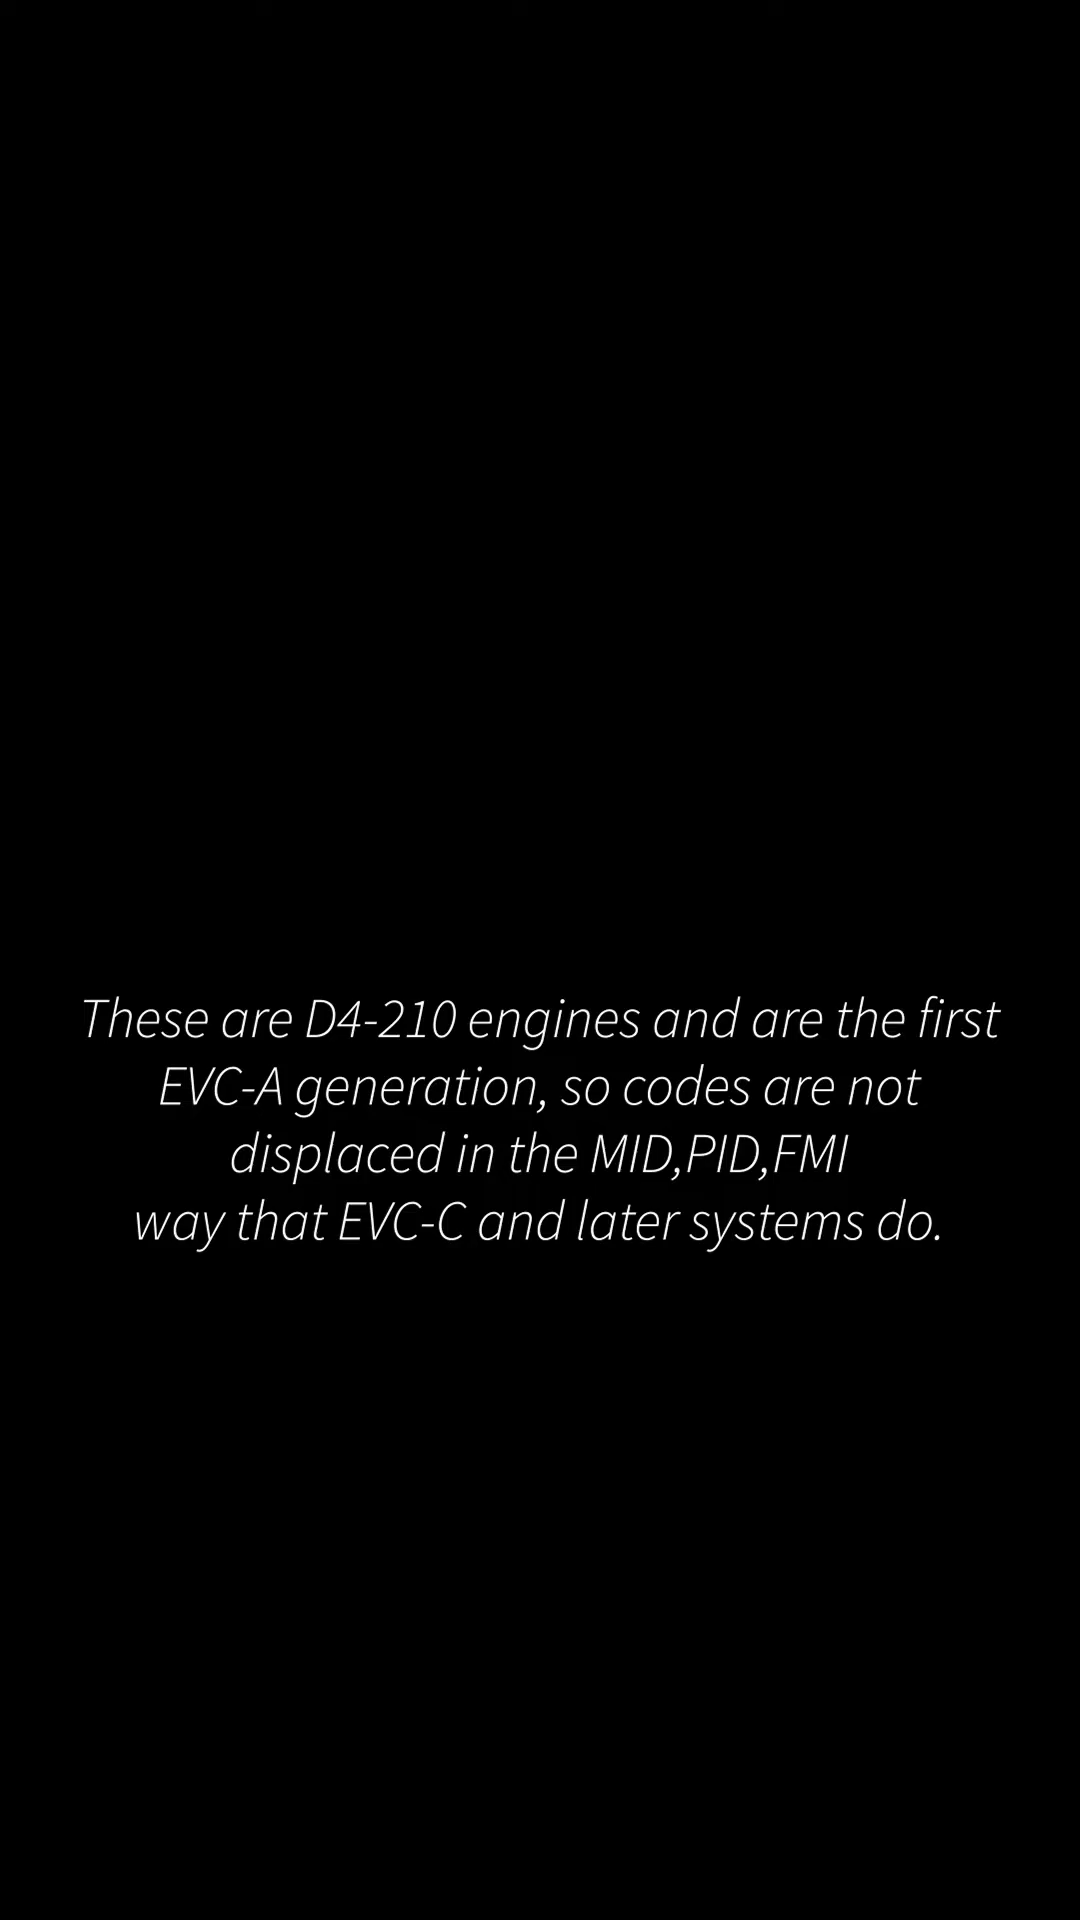 These are D4-210 engines and are the first
EVC-A generation, so codes are not
displaced in the MID,PID,FMI
way that EVC-C and later systems do.